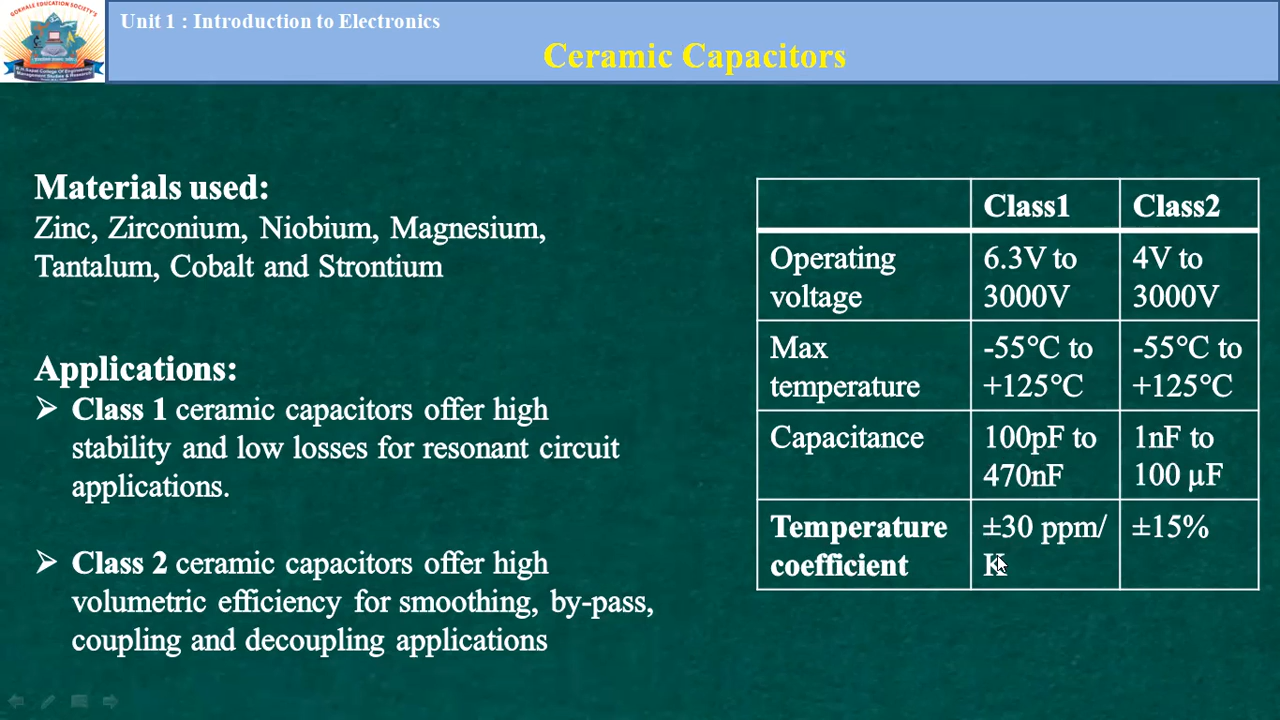 GOKHALE EDUCATION SOCIETY'S
Unit 1 : Introduction to Electronics
Ceramic Capacitors
Materials used:
Zinc, Zirconium, Niobium, Magnesium,
Tantalum, Cobalt and Strontium
Applications:
➤ Class 1 ceramic capacitors offer high
stability and low losses for resonant circuit
applications.
➤ Class 2 ceramic capacitors offer high
volumetric efficiency for smoothing, by-pass,
coupling and decoupling applications
Class1 Class2
Operating voltage 6.3V to 3000V 4V to 3000V
Max temperature -55°C to +125°C -55°C to +125°C
Capacitance 100pF to 470nF 1nF to 100 µF
Temperature coefficient ±30 ppm/ K ±15%